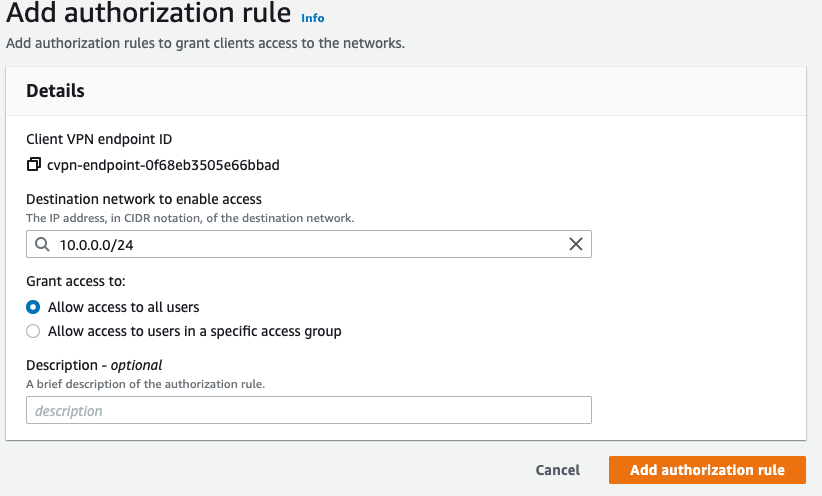 Add authorization rule Info
Add authorization rules to grant clients access to the networks.
Details
Client VPN endpoint ID
cvpn-endpoint-0f68eb3505e66bbad
Destination network to enable access
The IP address, in CIDR notation, of the destination network.
10.0.0.0/24
Grant access to:
Allow access to all users
Allow access to users in a specific access group
Description - optional
A brief description of the authorization rule.
description
Cancel Add authorization rule